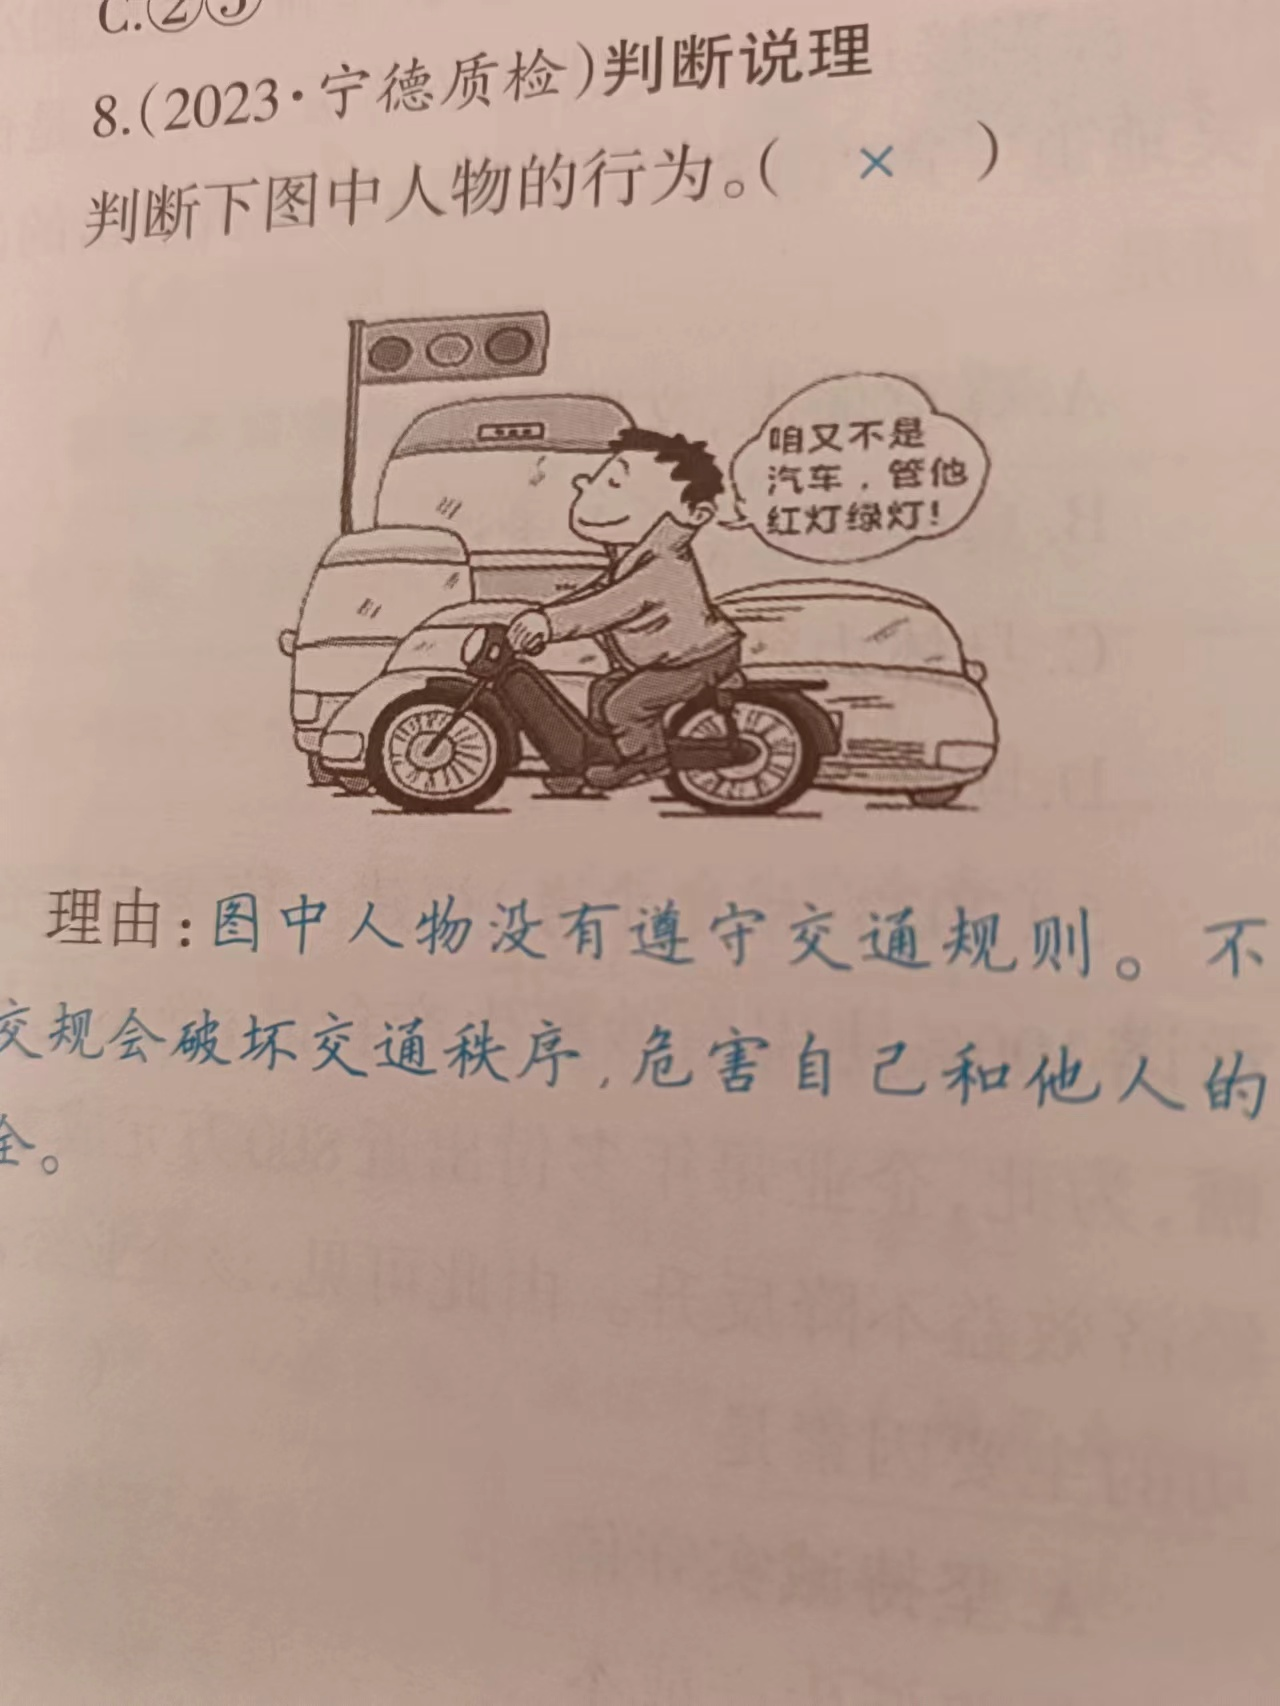 C.②⑤
8.(2023·宁德质检)判断说理
判断下图中人物的行为。( × )
咱又不是
汽车，管他
红灯绿灯!
理由:图中人物没有遵守交通规则。不
交规会破坏交通秩序,危害自己和他人的
全。